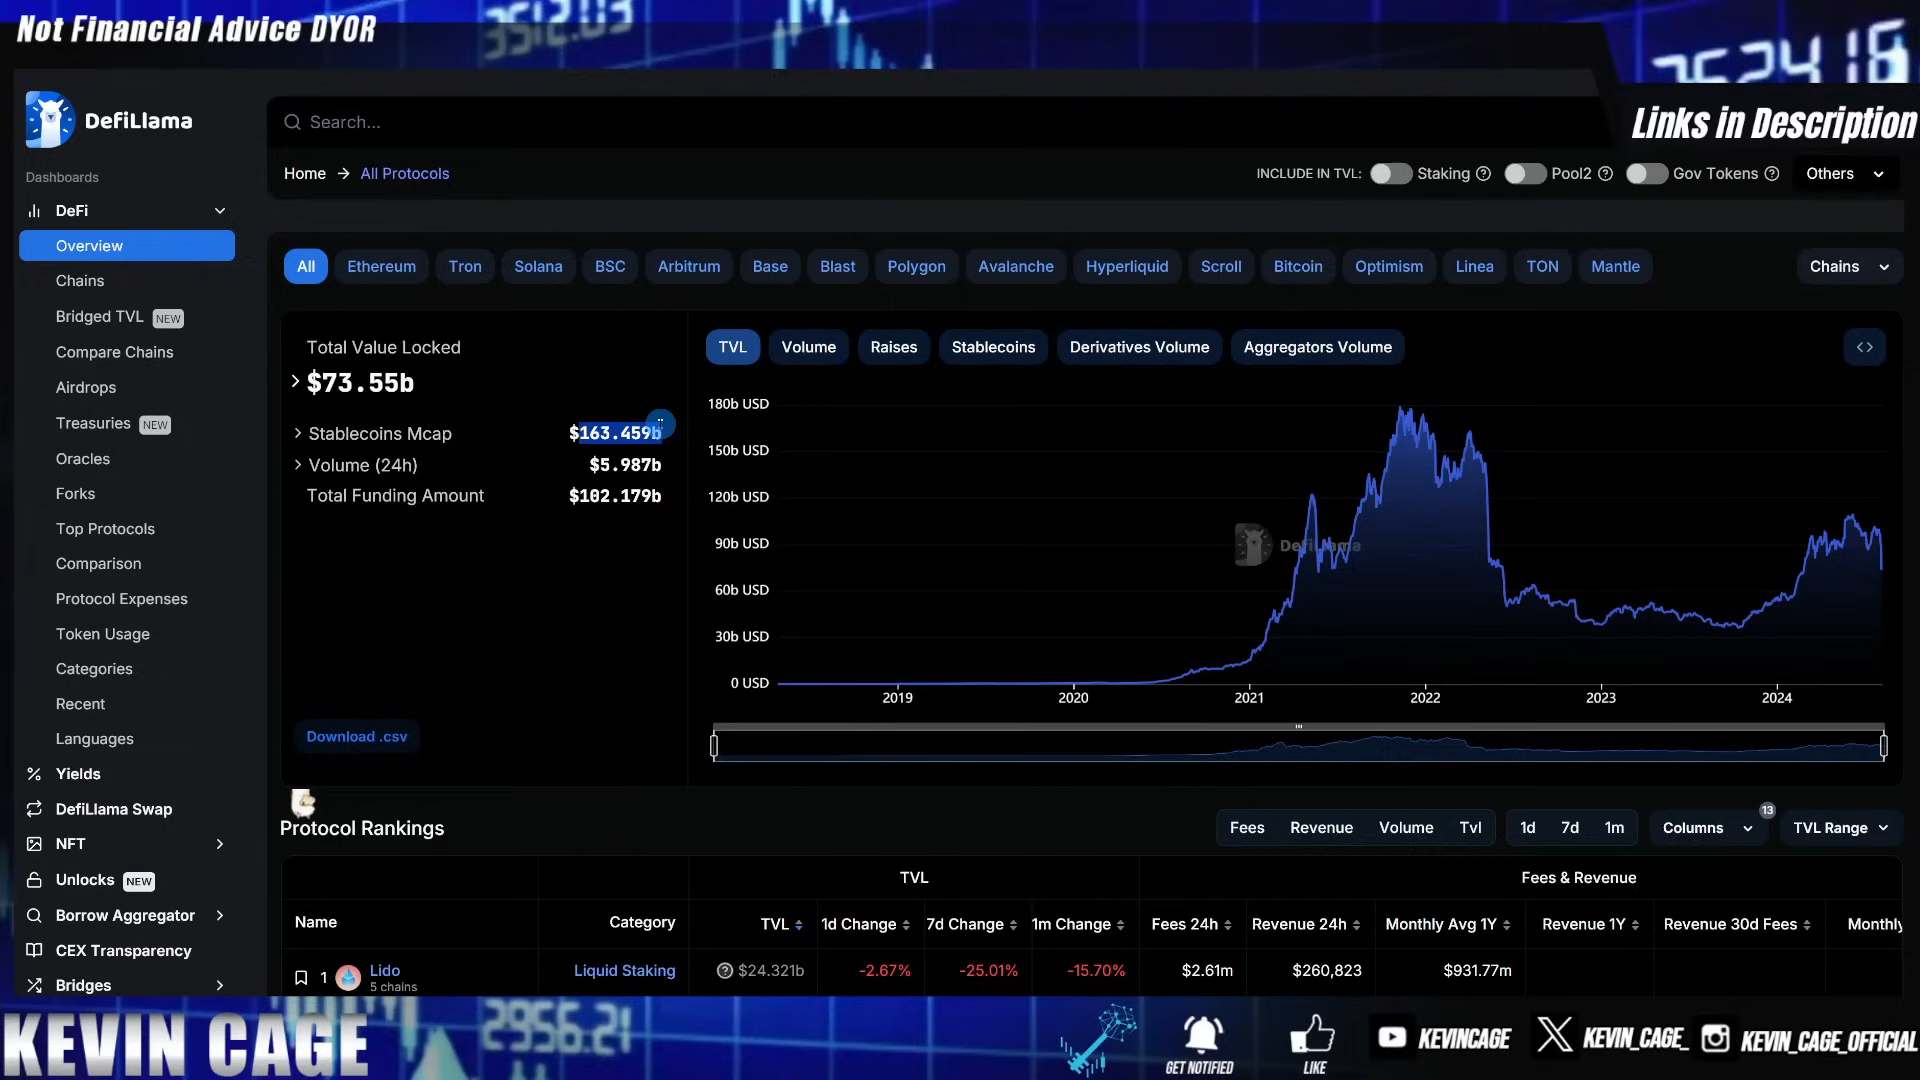 Not Financial Advice DYOR
3512.03
352416
Links in Description
DefiLlama
Search...
Home → All Protocols
INCLUDE IN TVL: Staking Pool2 Gov Tokens Others
Dashboards
DeFi
Overview
Chains
Bridged TVL NEW
Compare Chains
Airdrops
Treasuries NEW
Oracles
Forks
Top Protocols
Comparison
Protocol Expenses
Token Usage
Categories
Recent
Languages
Yields
DefiLlama Swap
NFT
Unlocks NEW
Borrow Aggregator
CEX Transparency
Bridges
All Ethereum Tron Solana BSC Arbitrum Base Blast Polygon Avalanche Hyperliquid Scroll Bitcoin Optimism Linea TON Mantle Chains
Total Value Locked
$73.55b
Stablecoins Mcap $163.459b
Volume (24h) $5.987b
Total Funding Amount $102.179b
Download .csv
TVL Volume Raises Stablecoins Derivatives Volume Aggregators Volume
180b USD
150b USD
120b USD
90b USD
60b USD
30b USD
0 USD
DefiLlama
2019 2020 2021 2022 2023 2024
Protocol Rankings
Fees Revenue Volume Tvl 1d 7d 1m Columns 13 TVL Range
TVL Fees & Revenue
Name Category TVL 1d Change 7d Change 1m Change Fees 24h Revenue 24h Monthly Avg 1Y Revenue 1Y Revenue 30d Fees Monthly
1 Lido Liquid Staking $24.321b -2.67% -25.01% -15.70% $2.61m $260,823 $931.77m
5 chains
KEVIN CAGE
2956.21
GET NOTIFIED
LIKE
KEVINCAGE
KEVIN_CAGE_
KEVIN_CAGE_OFFICIAL